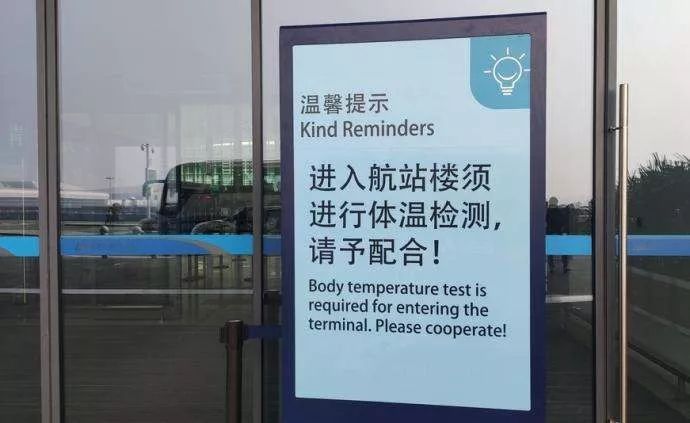 温馨提示
Kind Reminders
进入航站楼须
进行体温检测，
请予配合！
Body temperature test is
required for entering the
terminal. Please cooperate!